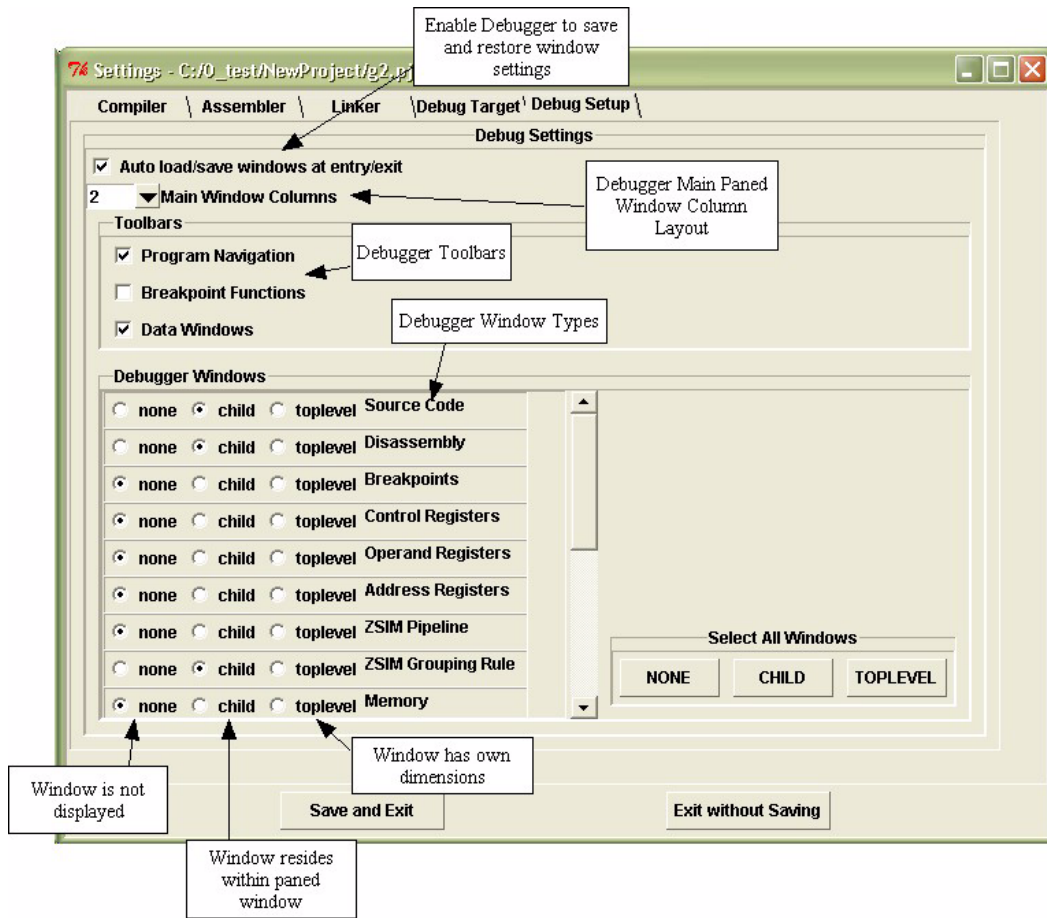 Enable Debugger to save
and restore window
settings
Settings - C:/0_test/NewProject/g2.pj
Compiler
Assembler
Linker
Debug Target
Debug Setup
Debug Settings
Auto load/save windows at entry/exit
2
Main Window Columns
Debugger Main Paned
Window Column
Layout
Toolbars
Program Navigation
Debugger Toolbars
Breakpoint Functions
Debugger Window Types
Data Windows
Debugger Windows
none child toplevel Source Code
none child toplevel Disassembly
none child toplevel Breakpoints
none child toplevel Control Registers
none child toplevel Operand Registers
none child toplevel Address Registers
none child toplevel ZSIM Pipeline
none child toplevel ZSIM Grouping Rule
none child toplevel Memory
Select All Windows
NONE CHILD TOPLEVEL
Window has own
dimensions
Window is not
displayed
Save and Exit
Exit without Saving
Window resides
within paned
window